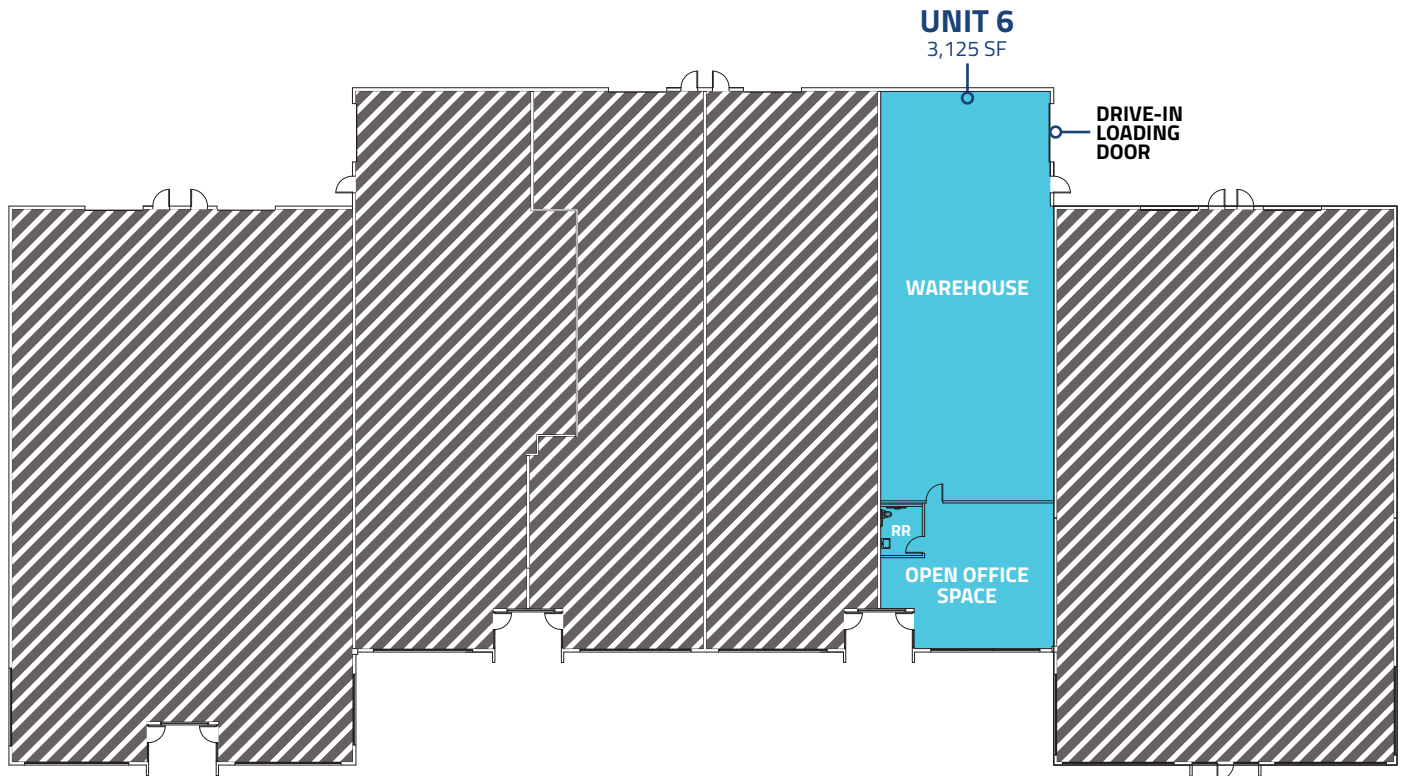 UNIT 6
3,125 SF
DRIVE-IN
LOADING
DOOR
WAREHOUSE
RR
OPEN OFFICE
SPACE